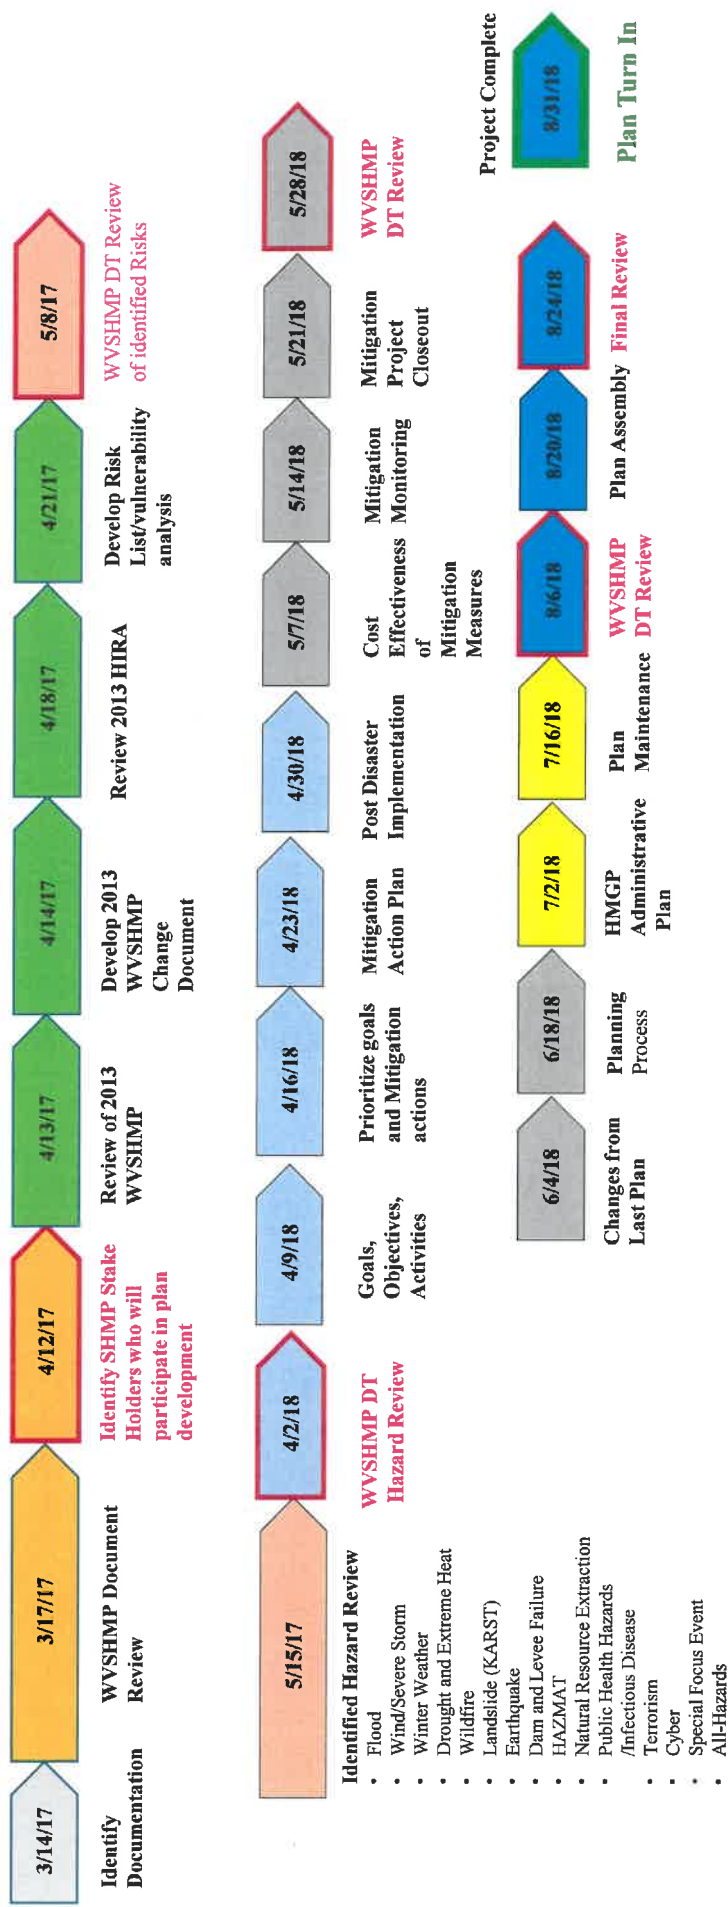 3/14/17
Identify
Documentation
3/17/17
WVSHMP Document
Review
4/12/17
Identify SHMP Stake
Holders who will
participate in plan
development
4/13/17
Review of 2013
WVSHMP
4/14/17
Develop 2013
WVSHMP
Change
Document
4/18/17
Review 2013 HIRA
4/21/17
Develop Risk
List/vulnerability
analysis
5/8/17
WVSHMP DT Review
of identified Risks
5/15/17
Identified Hazard Review
• Flood
• Wind/Severe Storm
• Winter Weather
• Drought and Extreme Heat
• Wildfire
• Landslide (KARST)
• Earthquake
• Dam and Levee Failure
• HAZMAT
• Natural Resource Extraction
• Public Health Hazards
/Infectious Disease
• Terrorism
• Cyber
• Special Focus Event
• All-Hazards
4/2/18
WVSHMP DT
Hazard Review
4/9/18
Goals,
Objectives,
Activities
4/16/18
Prioritize goals
and Mitigation
actions
4/23/18
Mitigation
Action Plan
4/30/18
Post Disaster
Implementation
5/7/18
Cost
Effectiveness
of
Mitigation
Measures
5/14/18
Mitigation
Monitoring
5/21/18
Mitigation
Project
Closeout
5/28/18
WVSHMP
DT Review
6/4/18
Changes from
Last Plan
6/18/18
Planning
Process
7/2/18
HMGP
Administrative
Plan
7/16/18
Plan
Maintenance
8/6/18
WVSHMP
DT Review
8/20/18
Plan Assembly
8/24/18
Final Review
Project Complete
8/31/18
Plan Turn In